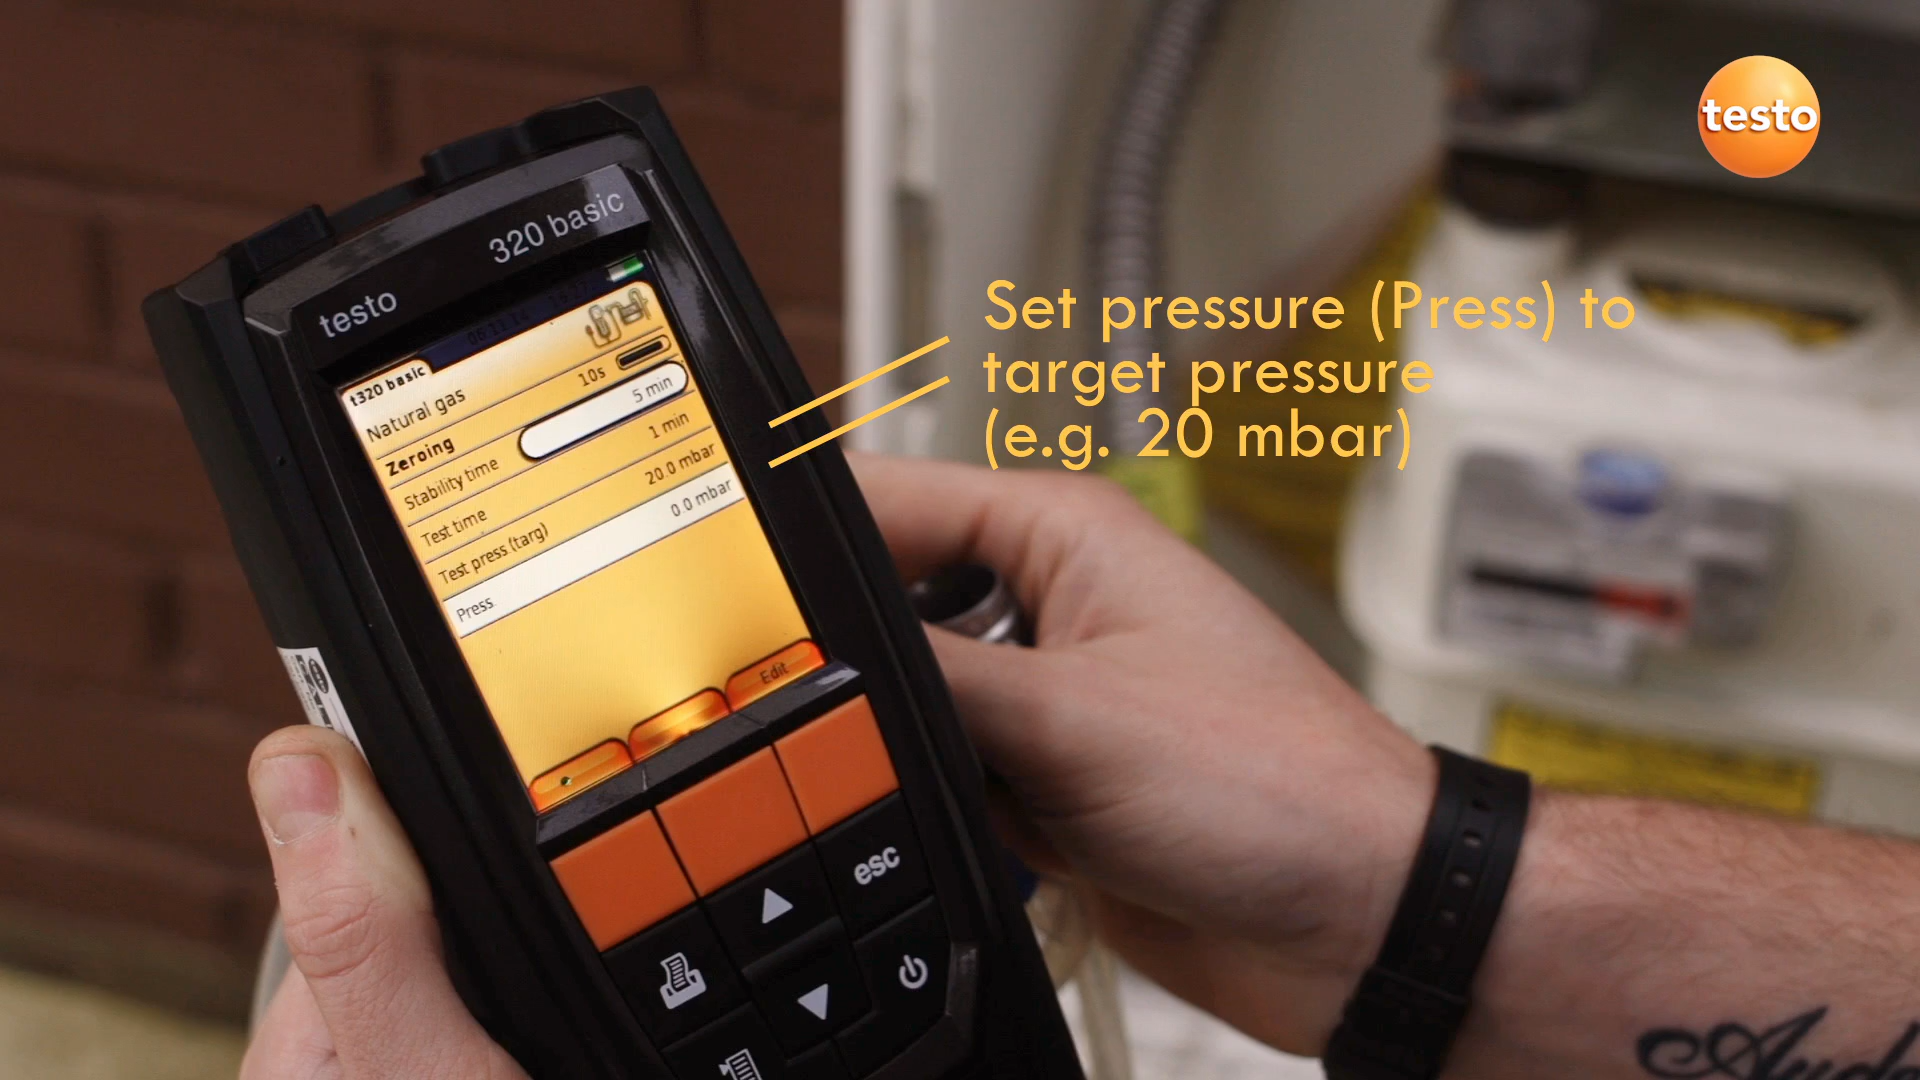 testo
320 basic
testo
t320 basic
Natural gas
Zeroing 10s
Stability time 5 min
Test time 1 min
Test press (targ) 20.0 mbar
Press. 0.0 mbar
Edit
esc
Set pressure (Press) to
target pressure
(e.g. 20 mbar)